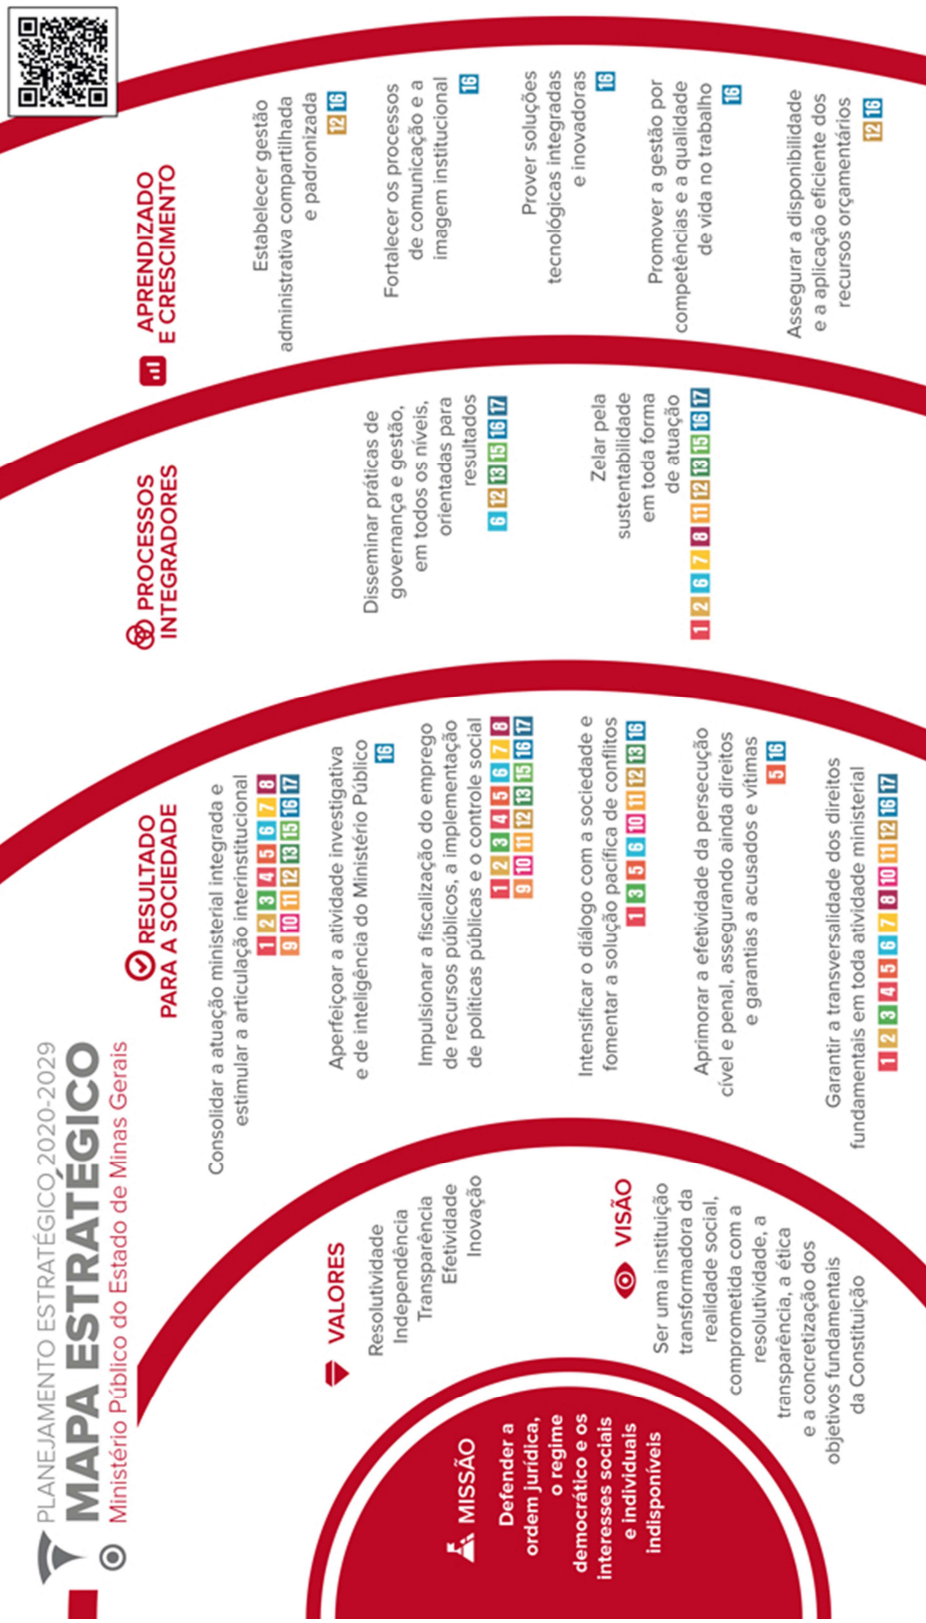 PLANEJAMENTO ESTRATÉGICO 2020-2029
MAPA ESTRATÉGICO
Ministério Público do Estado de Minas Gerais
MISSÃO
Defender a
ordem jurídica,
o regime
democrático e os
interesses sociais
e individuais
indisponíveis
VALORES
Resolutividade
Independência
Transparência
Efetividade
Inovação
VISÃO
Ser uma instituição
transformadora da
realidade social,
comprometida com a
resolutividade, a
transparência, a ética
e a concretização dos
objetivos fundamentais
da Constituição
RESULTADO
PARA A SOCIEDADE
Consolidar a atuação ministerial integrada e
estimular a articulação interinstitucional
1 2 3 4 5 6 7 8
9 10 11 12 13 15 16 17
Aperfeiçoar a atividade investigativa
e de inteligência do Ministério Público
16
Impulsionar a fiscalização do emprego
de recursos públicos, a implementação
de políticas públicas e o controle social
1 2 3 4 5 6 7 8
9 10 11 12 13 15 16 17
Intensificar o diálogo com a sociedade e
fomentar a solução pacífica de conflitos
1 3 5 6 10 11 12 13 16
Aprimorar a efetividade da persecução
cível e penal, assegurando ainda direitos
e garantias a acusados e vítimas
5 16
Garantir a transversalidade dos direitos
fundamentais em toda atividade ministerial
1 2 3 4 5 6 7 8 10 11 12 16 17
PROCESSOS
INTEGRADORES
Disseminar práticas de
governança e gestão,
em todos os níveis,
orientadas para
resultados
6 12 13 15 16 17
Zelar pela
sustentabilidade
em toda forma
de atuação
1 2 6 7 8 11 12 13 15 16 17
APRENDIZADO
E CRESCIMENTO
Estabelecer gestão
administrativa compartilhada
e padronizada
12 16
Fortalecer os processos
de comunicação e a
imagem institucional
16
Prover soluções
tecnológicas integradas
e inovadoras
16
Promover a gestão por
competências e a qualidade
de vida no trabalho
16
Assegurar a disponibilidade
e a aplicação eficiente dos
recursos orçamentários
12 16